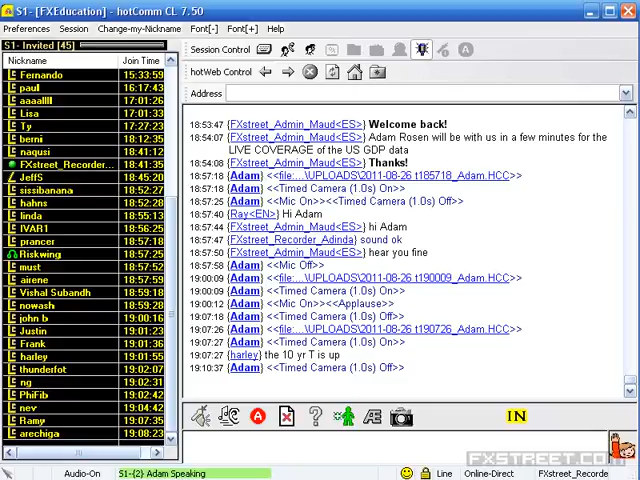 S1- [FXEducation] - hotComm CL 7.50
Preferences Session Change-my-Nickname Font[-] Font[+] Help
S1- Invited [45]
Nickname Join Time
Fernando 15:33:59
paul 16:17:43
aaaallll 17:01:26
Lisa 17:01:33
Ty 17:27:23
berni 18:12:35
naqusi 18:41:12
FXstreet_Recorder... 18:41:35
JeffS 18:45:20
sissibanana 18:52:27
hahns 18:52:28
linda 18:55:13
IVAR1 18:56:25
prancer 18:57:25
Riskwing 18:57:25
must 18:57:25
airene 18:57:25
Vishal Subandh 18:59:28
nowash 18:59:28
john b 19:00:16
Justin 19:01:23
Frank 19:01:36
harley 19:01:55
thunderfot 19:02:07
ng 19:02:31
PhiFib 19:02:42
nev 19:04:42
Ramy 19:07:35
arechiga 19:08:23
Session Control
hotWeb Control
Address
18:53:47 {FXstreet_Admin_Maud<ES>} Welcome back!
18:54:07 {FXstreet_Admin_Maud<ES>} Adam Rosen will be with us in a few minutes for the
LIVE COVERAGE of the US GDP data
18:54:08 {FXstreet_Admin_Maud<ES>} Thanks!
18:57:18 {Adam} <<file:...\UPLOADS\2011-08-26 t185718_Adam.HCC>>
18:57:18 {Adam} <<Timed Camera (1.0s) On>>
18:57:39 {Adam} <<Mic On>><<Timed Camera (1.0s) Off>>
18:57:40 {Ray<EN>} Hi Adam
18:57:44 {FXstreet_Admin_Maud<ES>} hi Adam
18:57:47 {FXstreet_Recorder_Adinda} sound ok
18:57:50 {FXstreet_Admin_Maud<ES>} hear you fine
18:57:58 {Adam} <<Mic Off>>
19:00:09 {Adam} <<file:...\UPLOADS\2011-08-26 t190009_Adam.HCC>>
19:00:09 {Adam} <<Timed Camera (1.0s) On>>
19:00:12 {Adam} <<Mic On>><<Applause>>
19:07:18 {Adam} <<Timed Camera (1.0s) Off>>
19:07:26 {Adam} <<file:...\UPLOADS\2011-08-26 t190726_Adam.HCC>>
19:07:27 {Adam} <<Timed Camera (1.0s) On>>
19:07:27 {harley} the 10 yr T is up
19:10:37 {Adam} <<Timed Camera (1.0s) Off>>
A ? Æ IN
FXSTREET.COM
Audio-On S1-{2} Adam Speaking Line Online-Direct FXstreet_Recorde